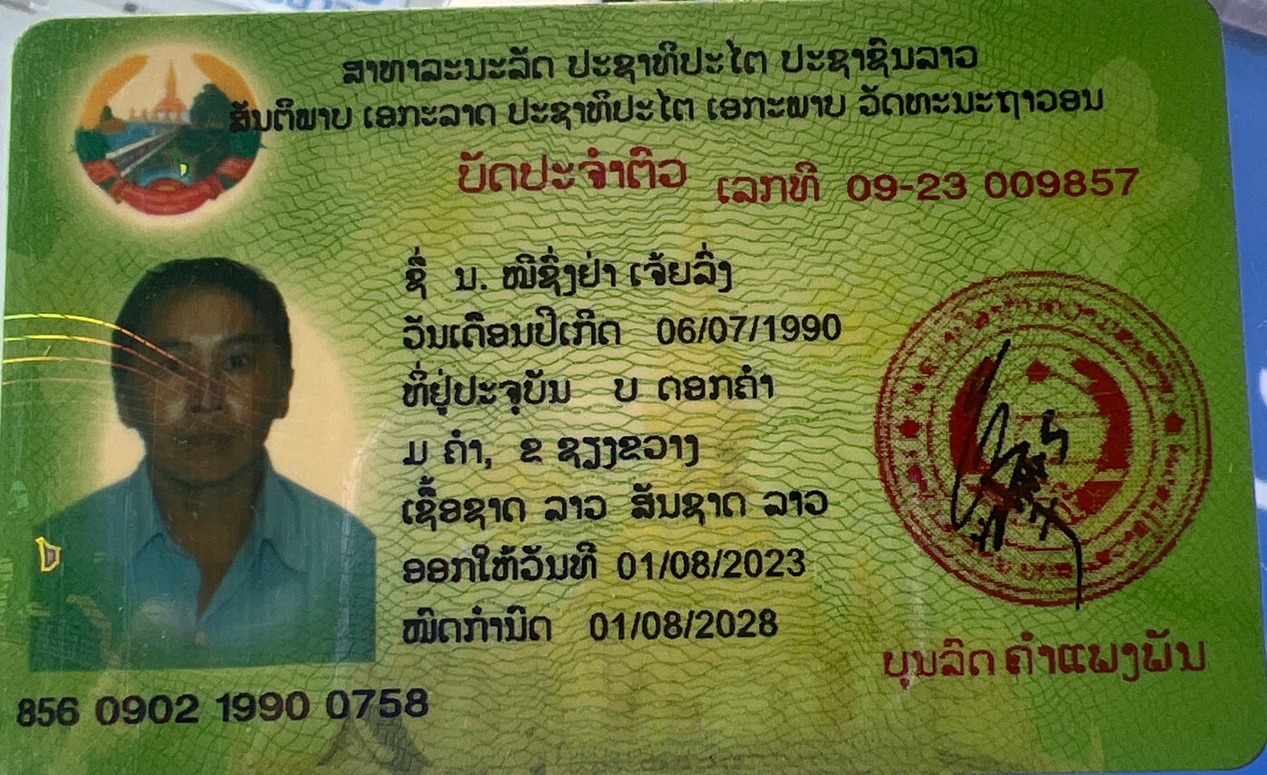 ສາທາລະນະລັດ ປະຊາທິປະໄຕ ປະຊາຊົນລາວ
ສັນຕິພາບ ເອກະລາດ ປະຊາທິປະໄຕ ເອກະພາບ ວັດທະນະຖາວອນ
ບັດປະຈຳຕົວ ເລກທີ 09-23 009857
ຊື່ ນ. ໝີຊົ່ງຢ່າ ເຈ້ຍລົ່ງ
ວັນເດືອນປີເກີດ 06/07/1990
ທີ່ຢູ່ປະຈຸບັນ ບ ດອກຄຳ
ມ ຄຳ, ຂ ຊຽງຂວາງ
ເຊື້ອຊາດ ລາວ ສັນຊາດ ລາວ
ອອກໃຫ້ວັນທີ 01/08/2023
ໝົດກຳນົດ 01/08/2028
ບຸນລິດ ຄຳແພງພັນ
856 0902 1990 0758